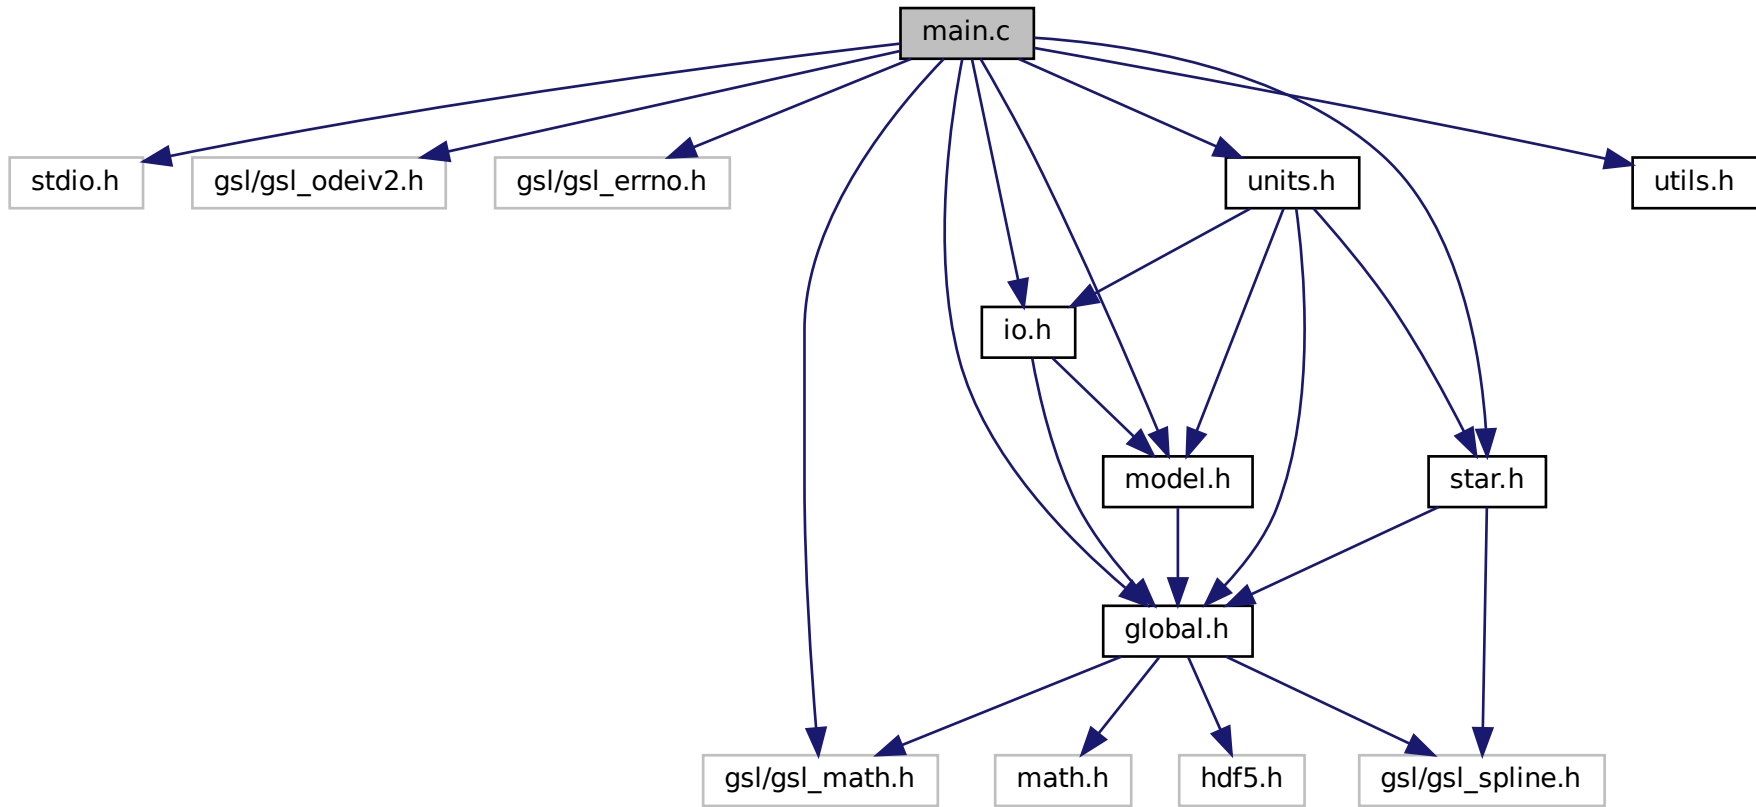 main.c
stdio.h
gsl/gsl_odeiv2.h
gsl/gsl_errno.h
units.h
utils.h
io.h
model.h
star.h
global.h
gsl/gsl_math.h
math.h
hdf5.h
gsl/gsl_spline.h